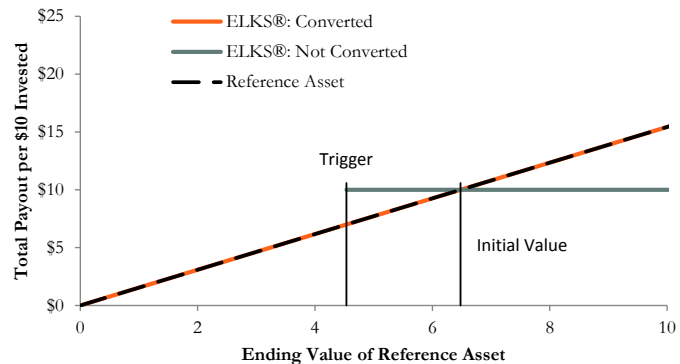 $25
$20
$15
$10
$5
$0
Total Payout per $10 Invested
ELKS®: Converted
ELKS®: Not Converted
Reference Asset
Trigger
Initial Value
0
2
4
6
8
10
Ending Value of Reference Asset